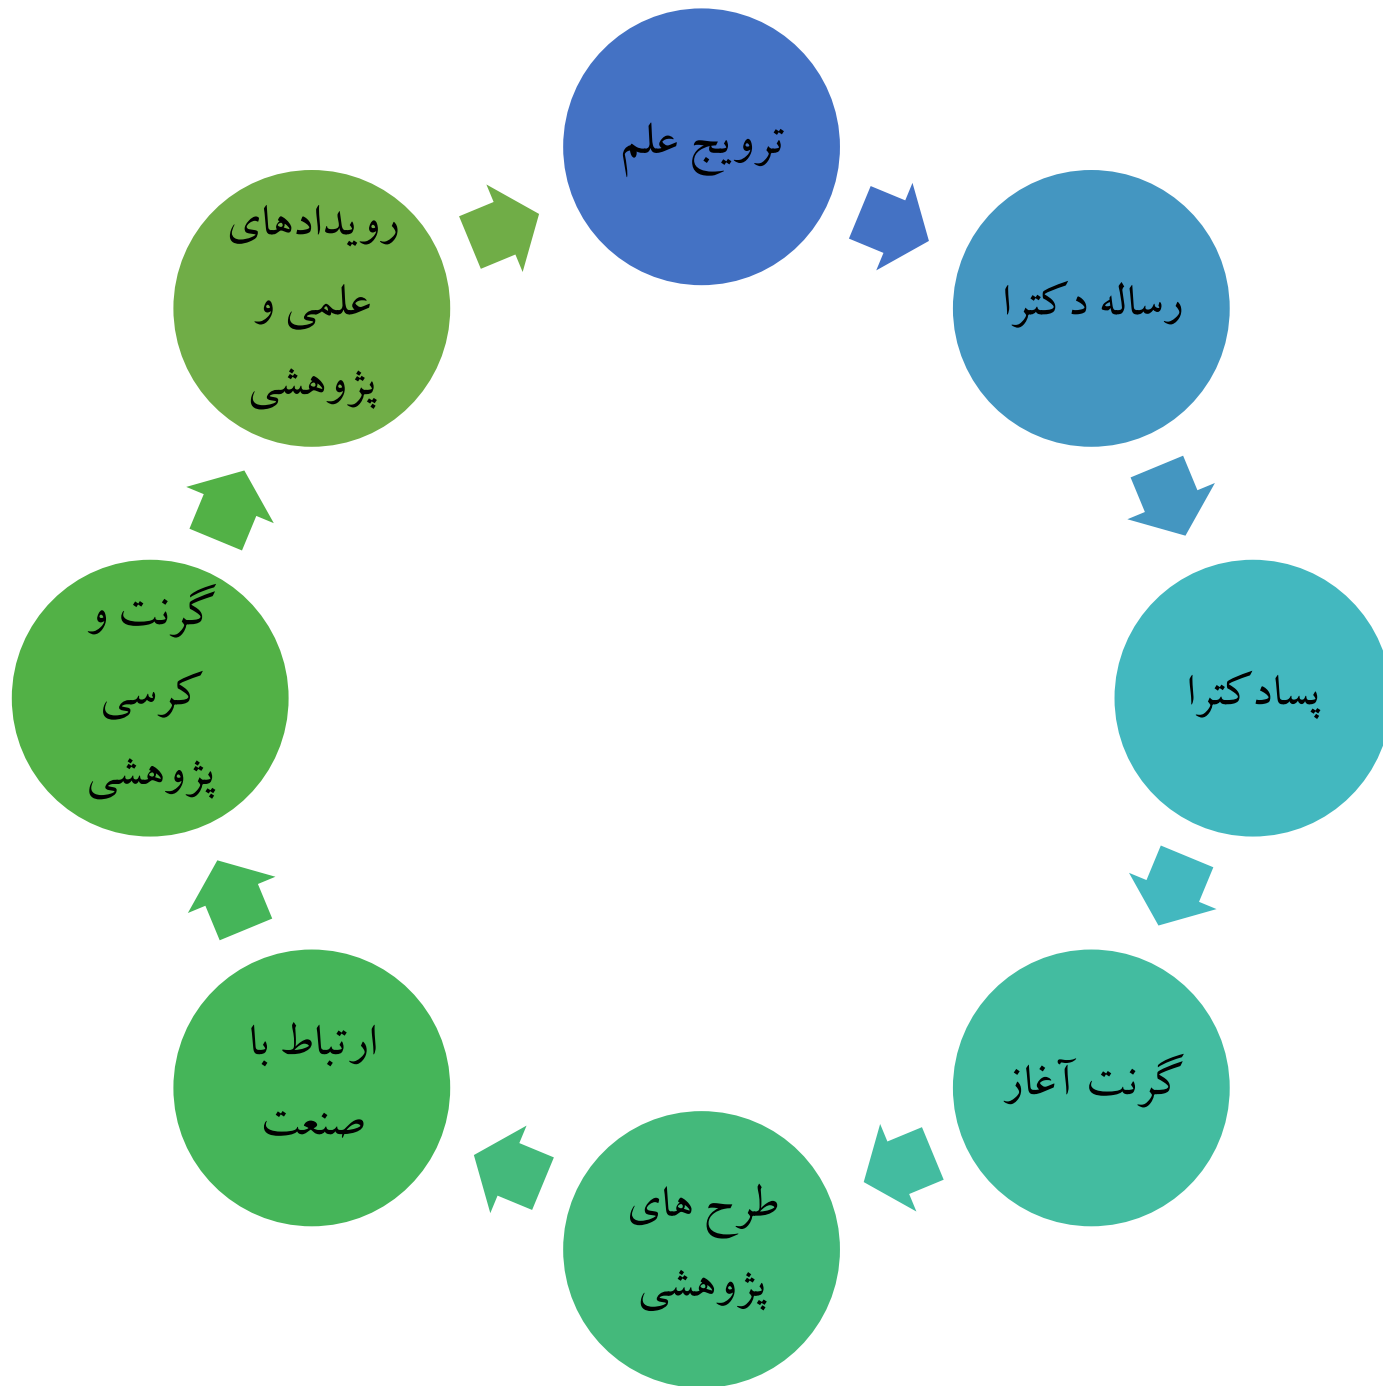 ترویج علم
رساله دکترا
پسادکترا
گرنت آغاز
طرح های
پژوهشی
ارتباط با
صنعت
گرنت و
کرسی
پژوهشی
رویدادهای
علمی و
پژوهشی